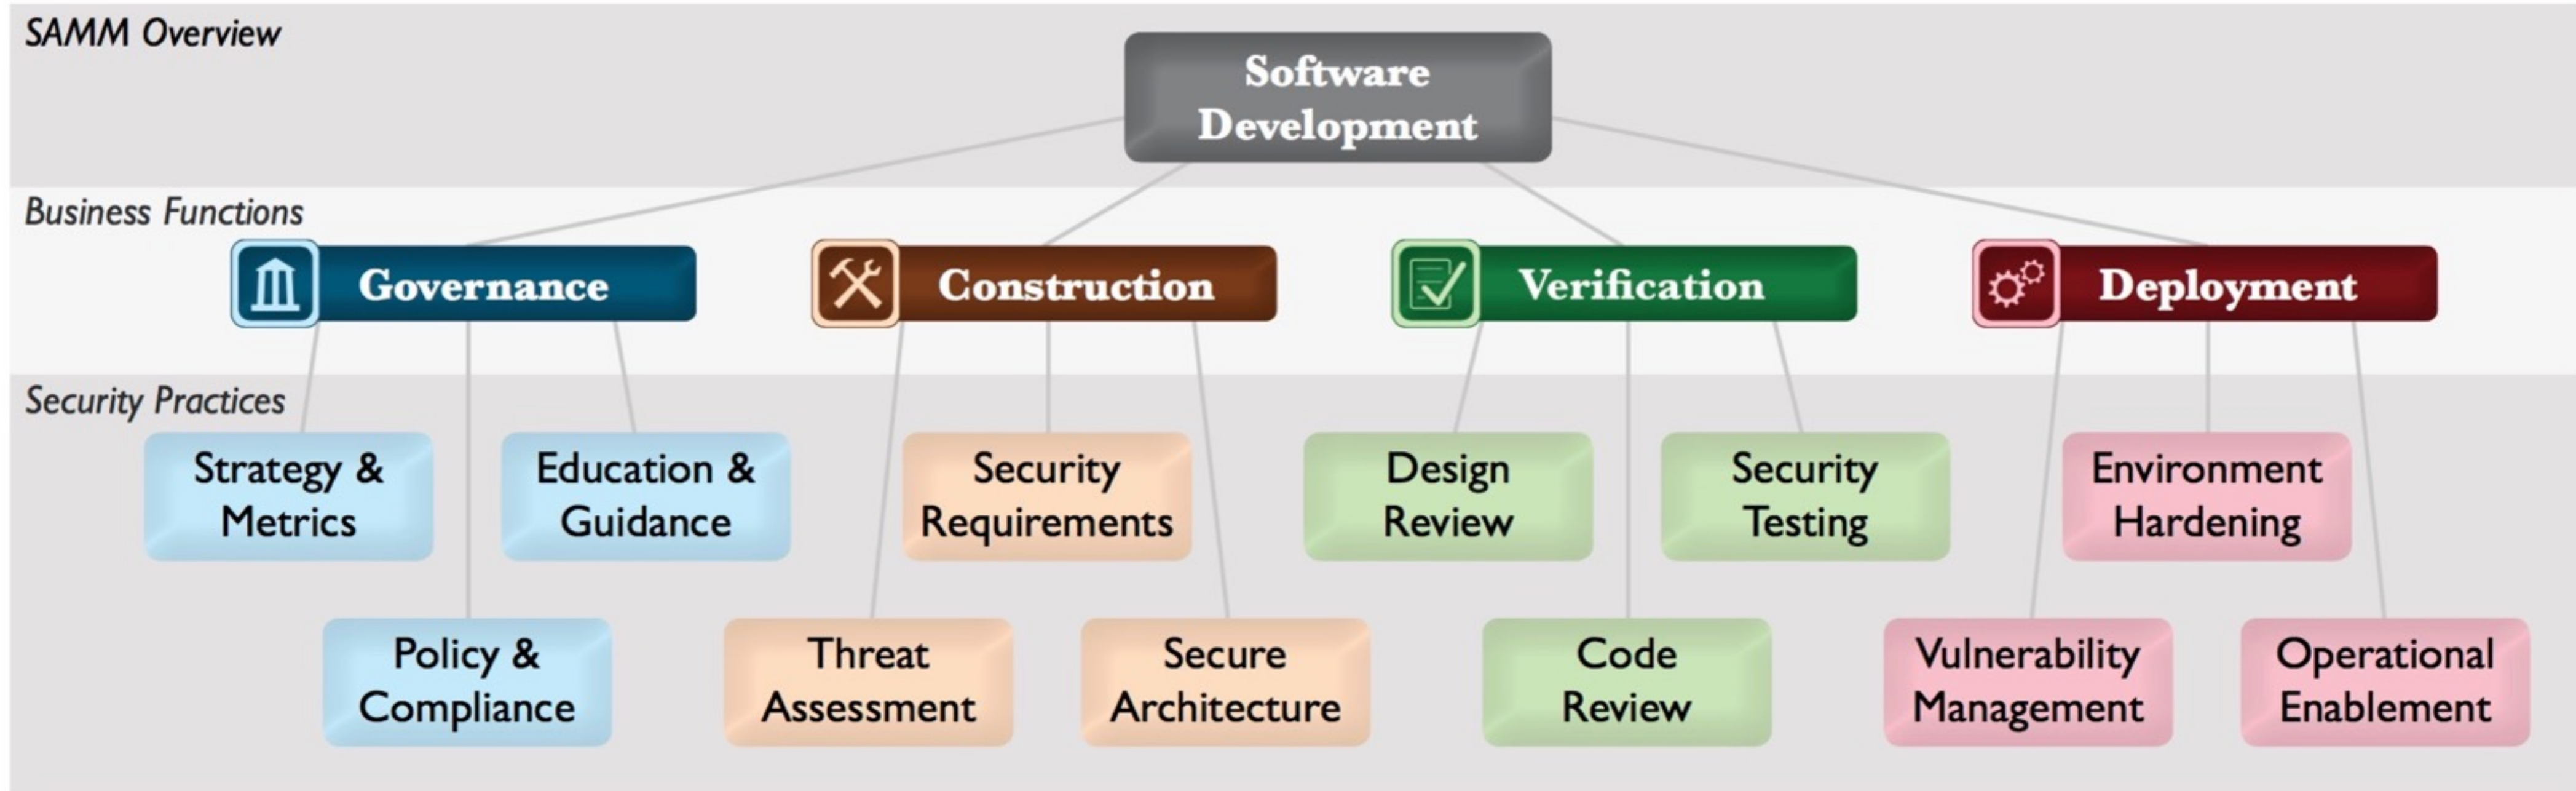 SAMM Overview
Software
Development
Business Functions
Governance
Construction
Verification
Deployment
Security Practices
Strategy &
Metrics
Education &
Guidance
Security
Requirements
Design
Review
Security
Testing
Environment
Hardening
Policy &
Compliance
Threat
Assessment
Secure
Architecture
Code
Review
Vulnerability
Management
Operational
Enablement